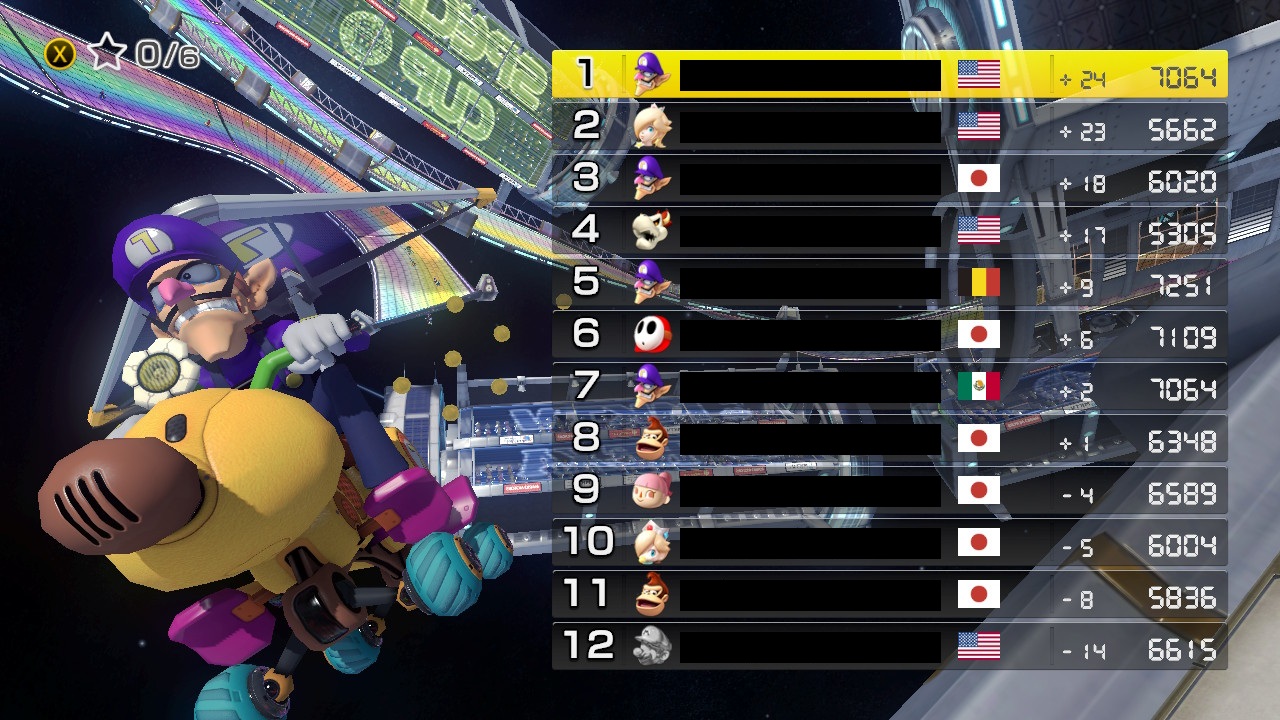 X 0/6
1 + 24 7064
2 + 23 5662
3 + 18 6020
4 + 17 5305
5 + 9 7251
6 + 6 7109
7 + 2 7064
8 + 1 6348
9 - 4 6589
10 - 5 6004
11 - 8 5836
12 - 14 6615